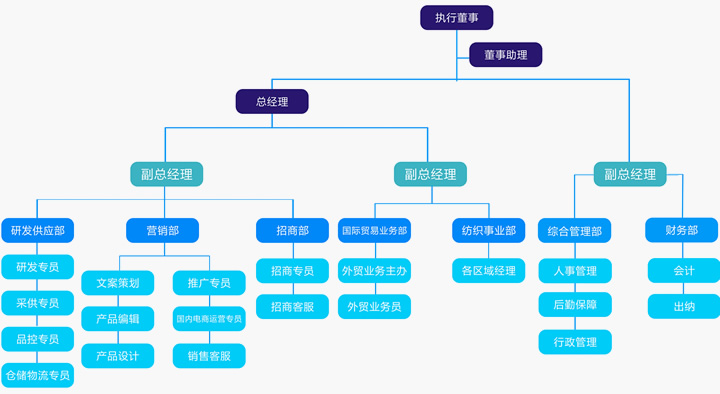 执行董事
董事助理
总经理
副总经理
副总经理
副总经理
研发供应部
营销部
招商部
国际贸易业务部
纺织事业部
综合管理部
财务部
研发专员
采供专员
品控专员
仓储物流专员
文案策划
产品编辑
产品设计
推广专员
国内电商运营专员
销售客服
招商专员
招商客服
外贸业务主办
外贸业务员
各区域经理
人事管理
后勤保障
行政管理
会计
出纳